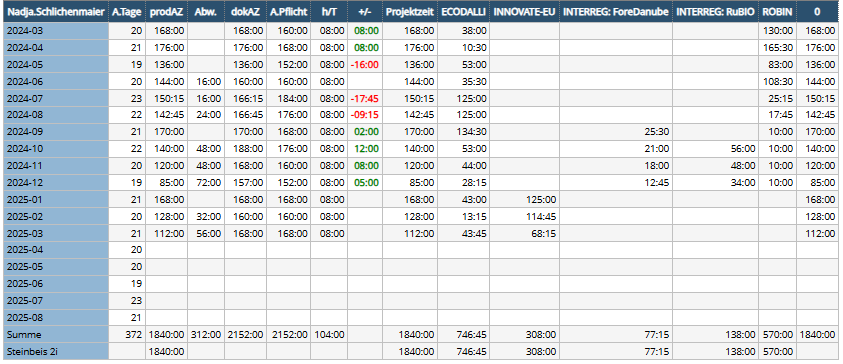 Nadja.Schlichenmaier A.Tage prodAZ Abw. dokAZ A.Pflicht h/T +/- Projektzeit ECODALLI INNOVATE-EU INTERREG: ForeDanube INTERREG: RuBIO ROBIN 0
2024-03 20 168:00 168:00 160:00 08:00 08:00 168:00 38:00 130:00 168:00
2024-04 21 176:00 176:00 168:00 08:00 08:00 176:00 10:30 165:30 176:00
2024-05 19 136:00 136:00 152:00 08:00 -16:00 136:00 53:00 83:00 136:00
2024-06 20 144:00 16:00 160:00 160:00 08:00 144:00 35:30 108:30 144:00
2024-07 23 150:15 16:00 166:15 184:00 08:00 -17:45 150:15 125:00 25:15 150:15
2024-08 22 142:45 24:00 166:45 176:00 08:00 -09:15 142:45 125:00 17:45 142:45
2024-09 21 170:00 170:00 168:00 08:00 02:00 170:00 134:30 25:30 10:00 170:00
2024-10 22 140:00 48:00 188:00 176:00 08:00 12:00 140:00 53:00 21:00 56:00 10:00 140:00
2024-11 20 120:00 48:00 168:00 160:00 08:00 08:00 120:00 44:00 18:00 48:00 10:00 120:00
2024-12 19 85:00 72:00 157:00 152:00 08:00 05:00 85:00 28:15 12:45 34:00 10:00 85:00
2025-01 21 168:00 168:00 168:00 08:00 168:00 43:00 125:00 168:00
2025-02 20 128:00 32:00 160:00 160:00 08:00 128:00 13:15 114:45 128:00
2025-03 21 112:00 56:00 168:00 168:00 08:00 112:00 43:45 68:15 112:00
2025-04 20
2025-05 20
2025-06 19
2025-07 23
2025-08 21
Summe 372 1840:00 312:00 2152:00 2152:00 104:00 1840:00 746:45 308:00 77:15 138:00 570:00 1840:00
Steinbeis 2i 1840:00 1840:00 746:45 308:00 77:15 138:00 570:00